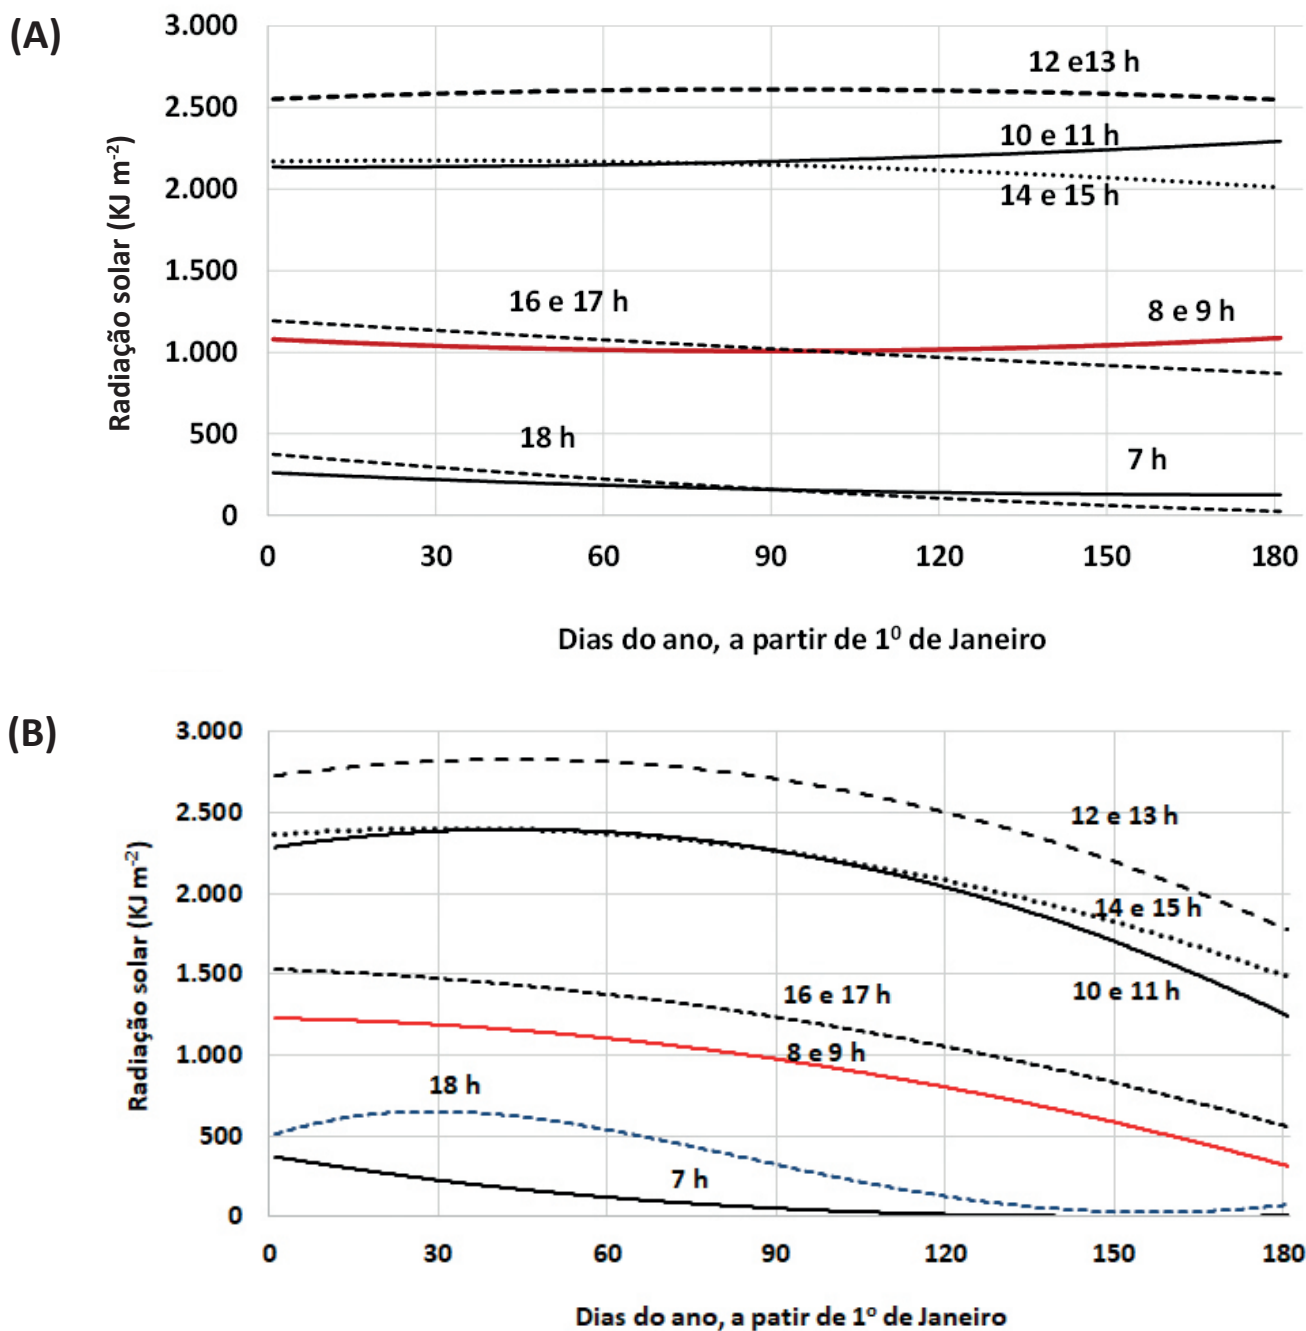 (A)
3.000
2.500
2.000
1.500
1.000
500
0
Radiação solar (KJ m-2)
12 e13 h
10 e 11 h
14 e 15 h
16 e 17 h
8 e 9 h
18 h
7 h
0 30 60 90 120 150 180
Dias do ano, a partir de 1⁰ de Janeiro
(B)
3.000
2.500
2.000
1.500
1.000
500
0
Radiação solar (KJ m-2)
12 e 13 h
14 e 15 h
10 e 11 h
16 e 17 h
8 e 9 h
18 h
7 h
0 30 60 90 120 150 180
Dias do ano, a patir de 1º de Janeiro